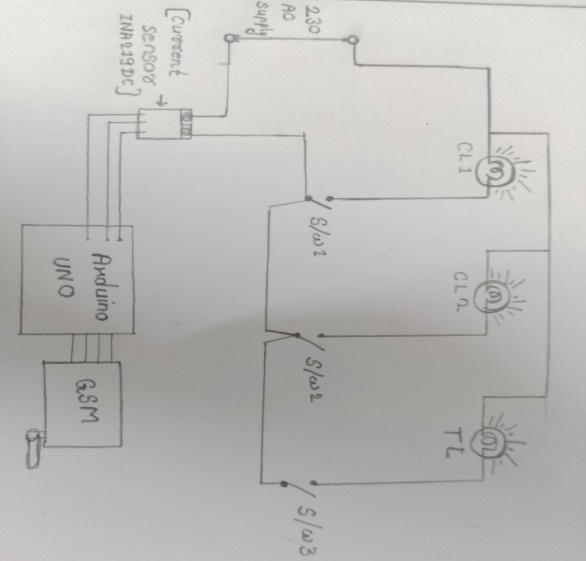 230
AC
supply
[Current
Sensor
INA219DC]
CL1
S/w1
Arduino
UNO
CL2
S/w2
GSM
TL
S/w3